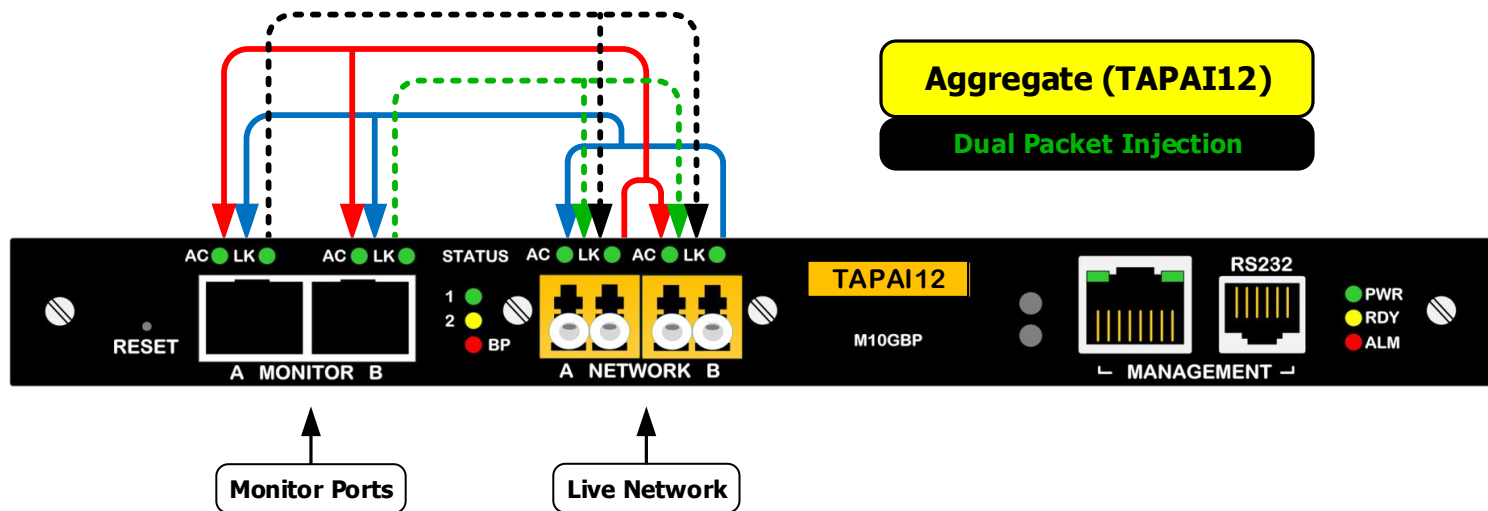 Aggregate (TAPAI12)
Dual Packet Injection
AC LK AC LK STATUS AC LK AC LK
1
2
BP
RESET
A MONITOR B
A NETWORK B
TAPAI12
M10GBP
RS232
MANAGEMENT
PWR
RDY
ALM
Monitor Ports
Live Network